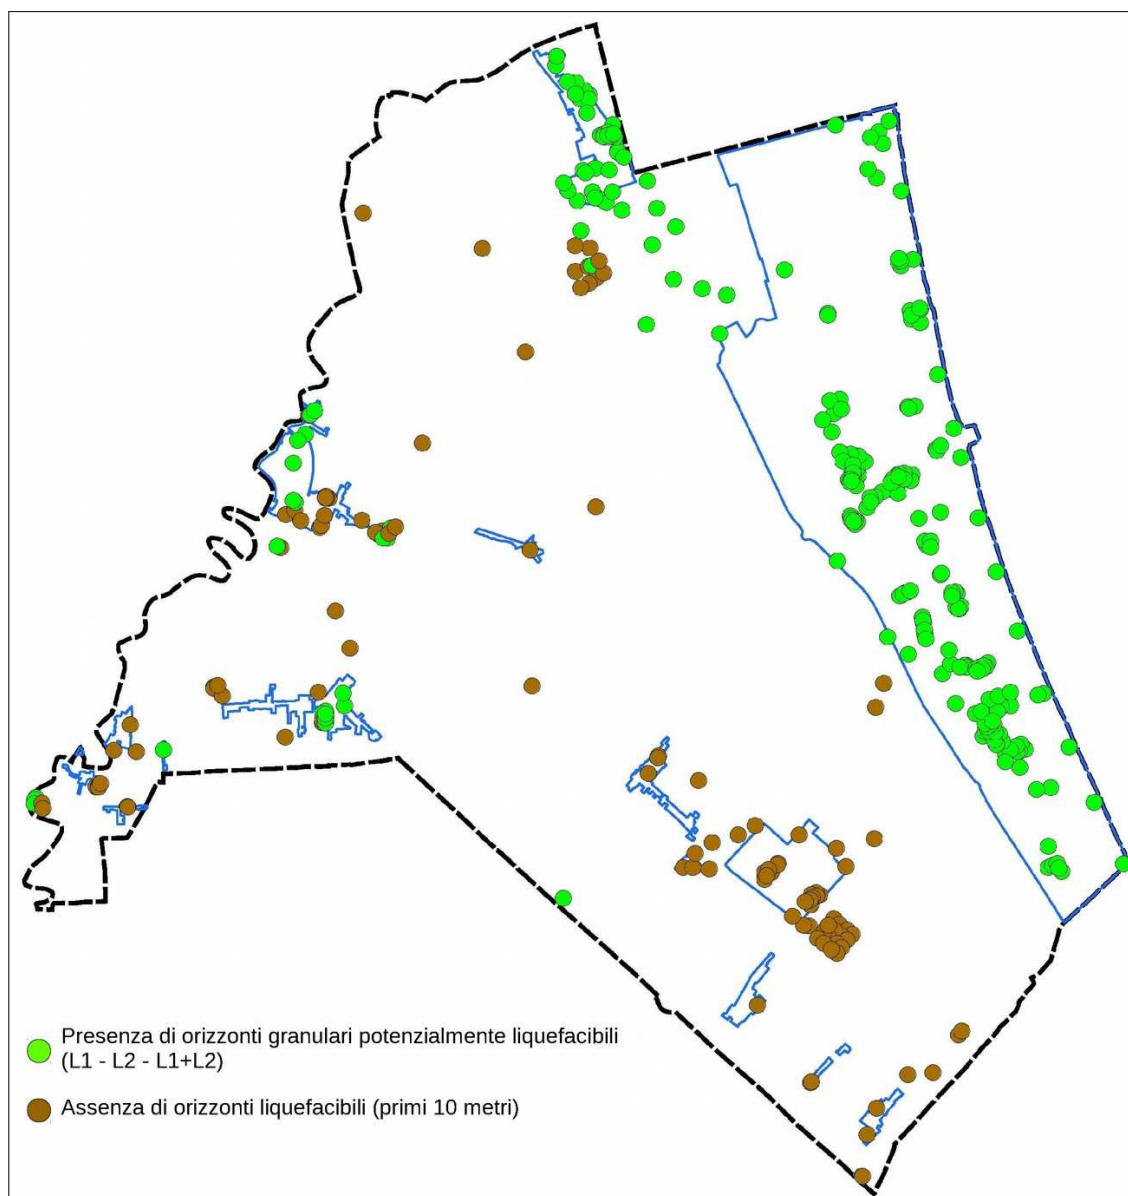 Presenza di orizzonti granulari potenzialmente liquefacibili
(L1 - L2 - L1+L2)
Assenza di orizzonti liquefacibili (primi 10 metri)